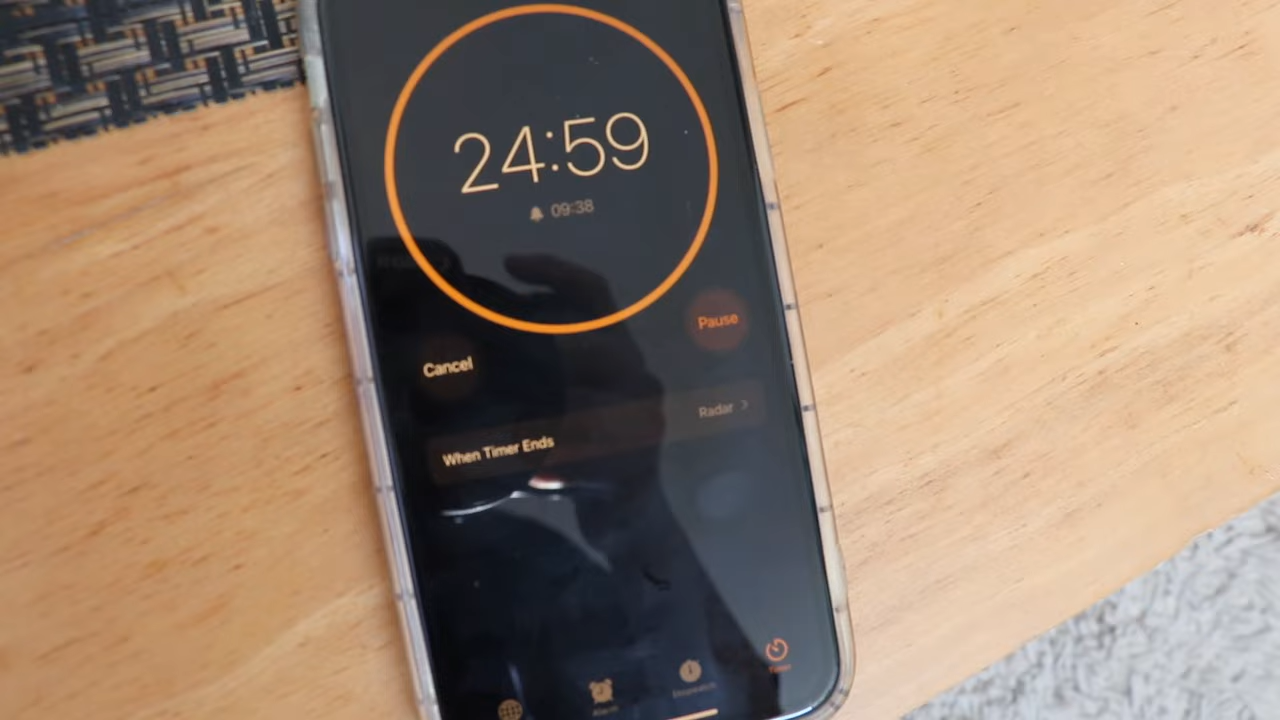 24:59
09:38
Cancel
Pause
When Timer Ends
Radar
Alarm
Stopwatch
Timer